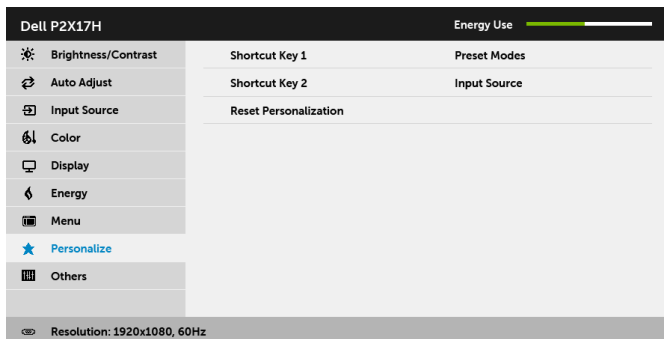 Dell P2X17H Energy Use
Brightness/Contrast Shortcut Key 1 Preset Modes
Auto Adjust Shortcut Key 2 Input Source
Input Source Reset Personalization
Color
Display
Energy
Menu
Personalize
Others
Resolution: 1920x1080, 60Hz